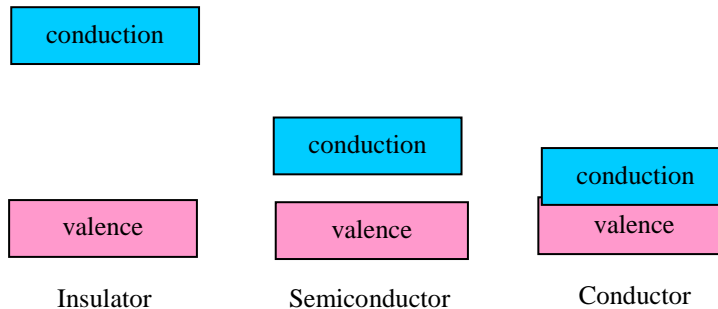 conduction
conduction
conduction
valence
valence
valence
Insulator
Semiconductor
Conductor